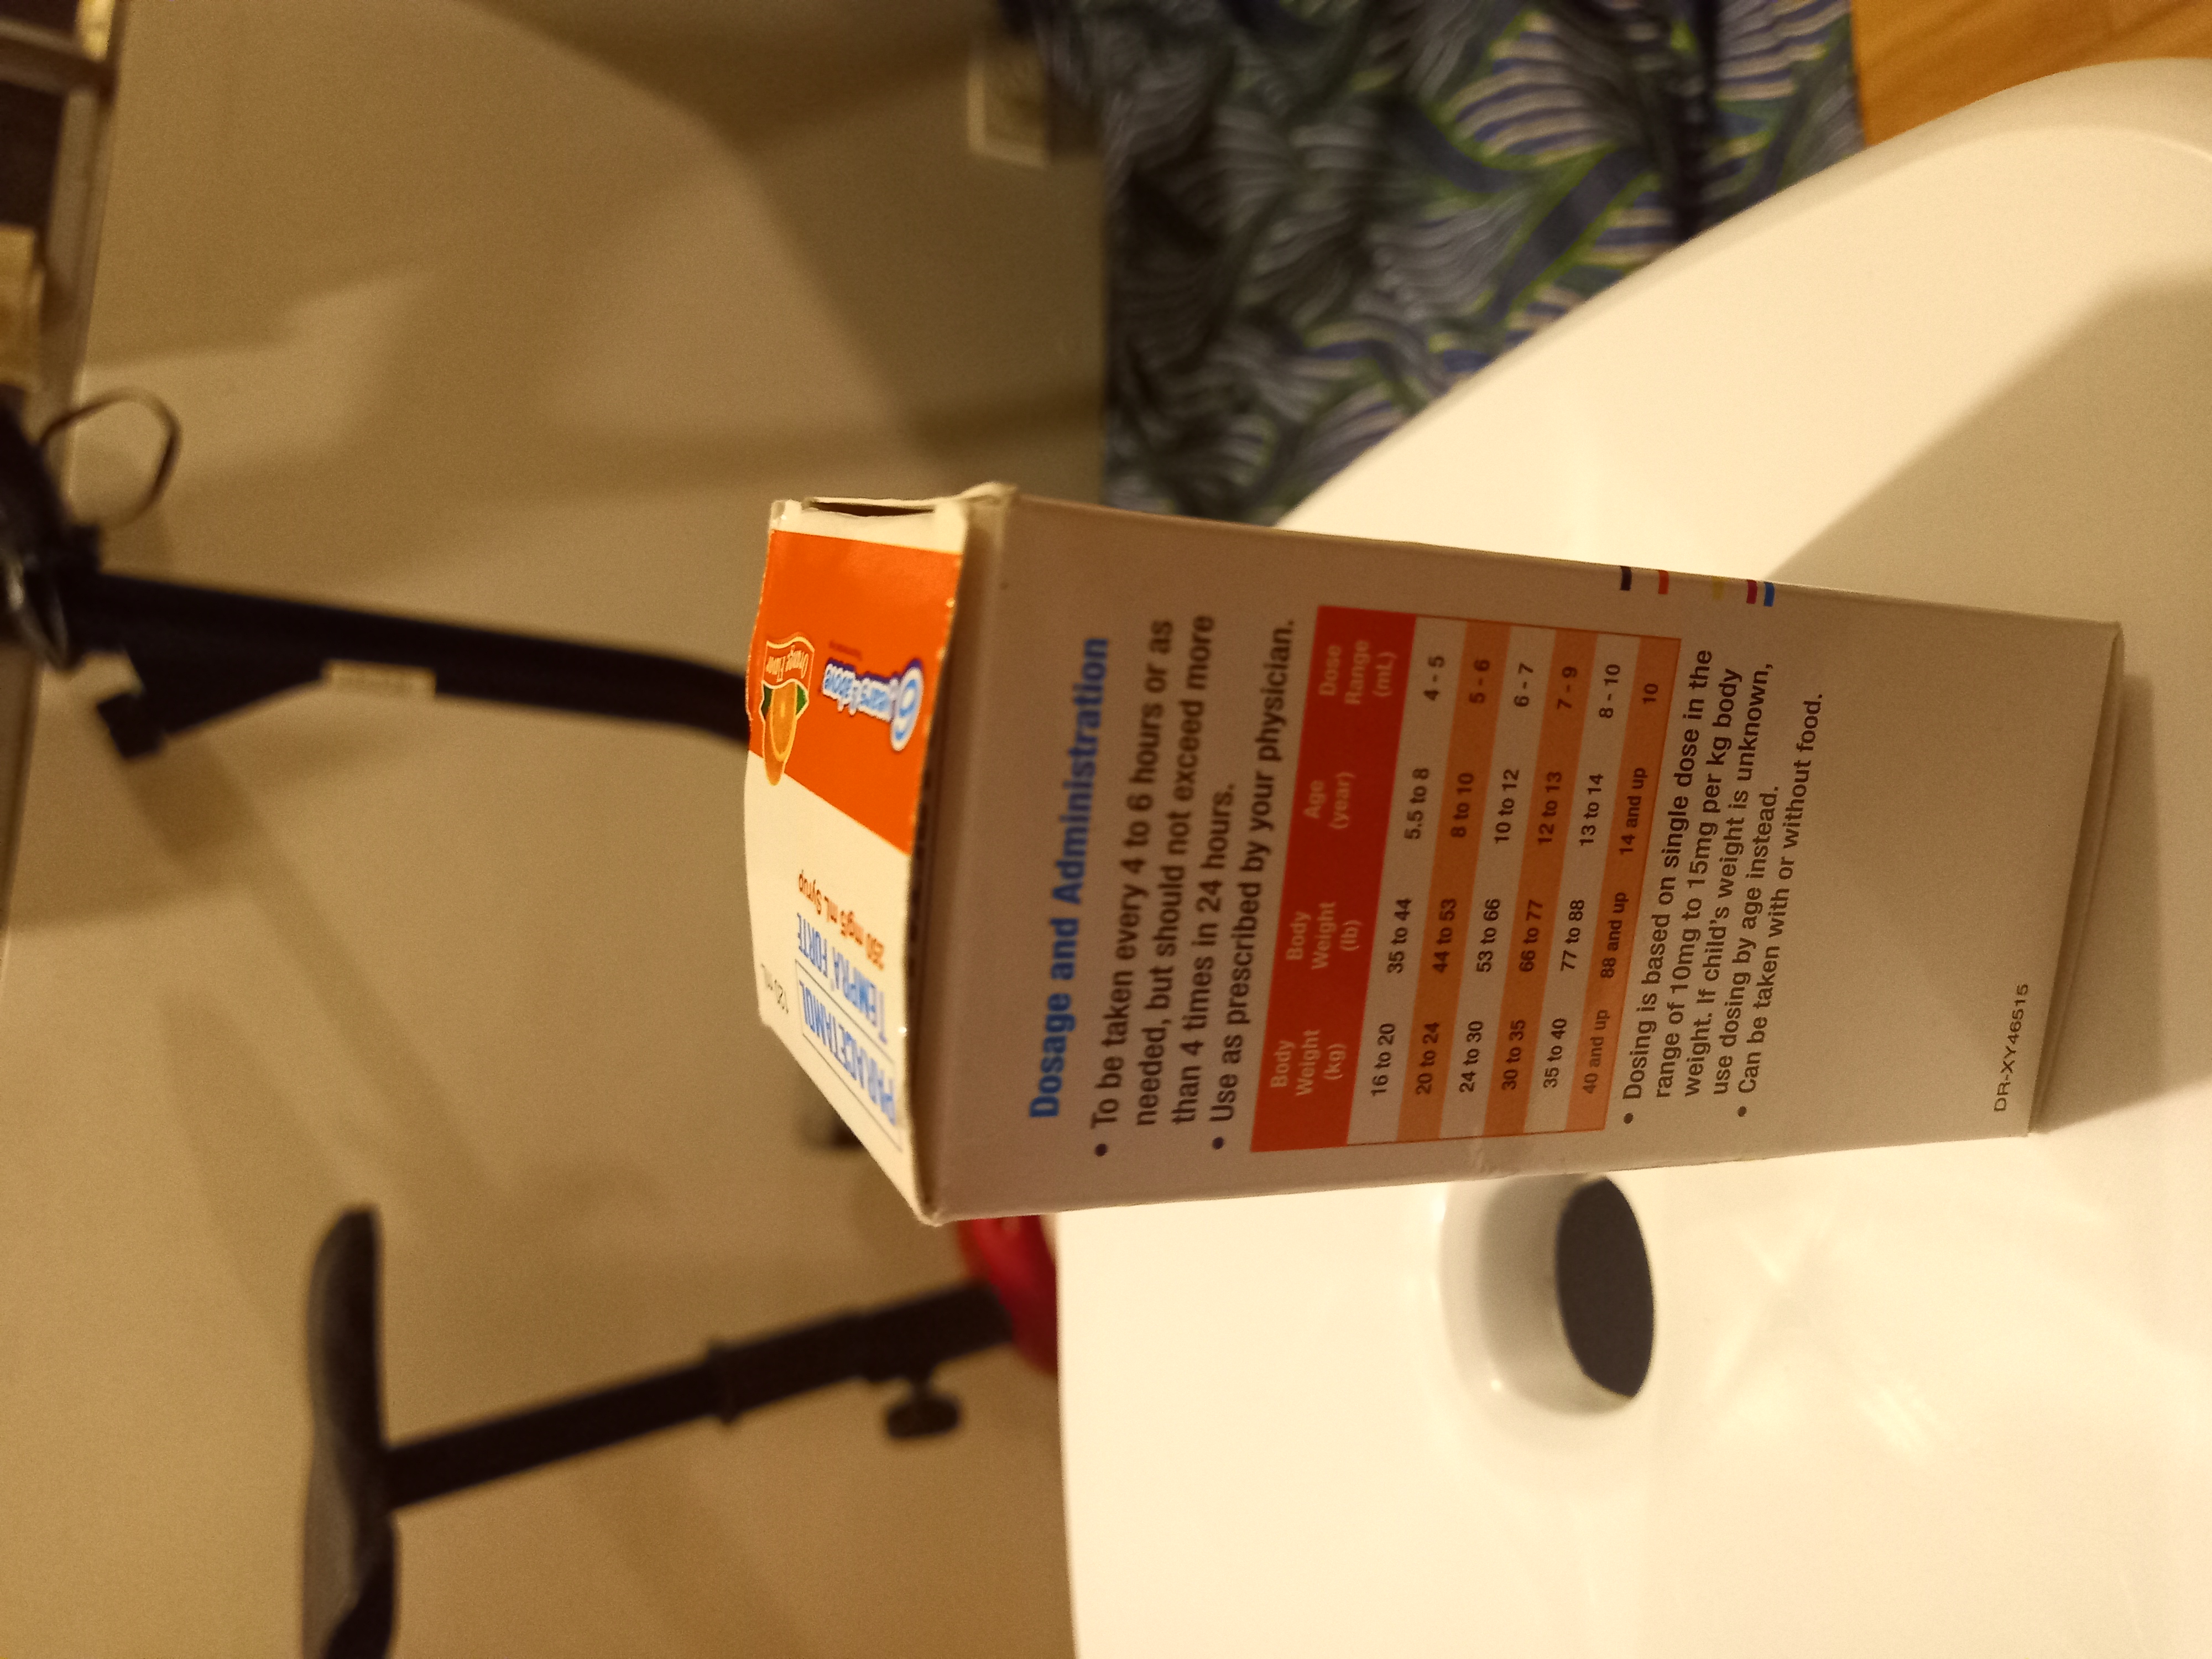 120 mL
PARACETAMOL
TEMPRA® FORTE
250 mg/5 mL Syrup
Orange Flavor
6 years & above
Dosage and Administration
• To be taken every 4 to 6 hours or as
needed, but should not exceed more
than 4 times in 24 hours.
• Use as prescribed by your physician.
Body Weight (kg) Body Weight (lb) Age (year) Dose Range (mL)
16 to 20 35 to 44 5.5 to 8 4 - 5
20 to 24 44 to 53 8 to 10 5 - 6
24 to 30 53 to 66 10 to 12 6 - 7
30 to 35 66 to 77 12 to 13 7 - 9
35 to 40 77 to 88 13 to 14 8 - 10
40 and up 88 and up 14 and up 10
• Dosing is based on single dose in the
range of 10mg to 15mg per kg body
weight. If child's weight is unknown,
use dosing by age instead.
• Can be taken with or without food.
DR-XY46515